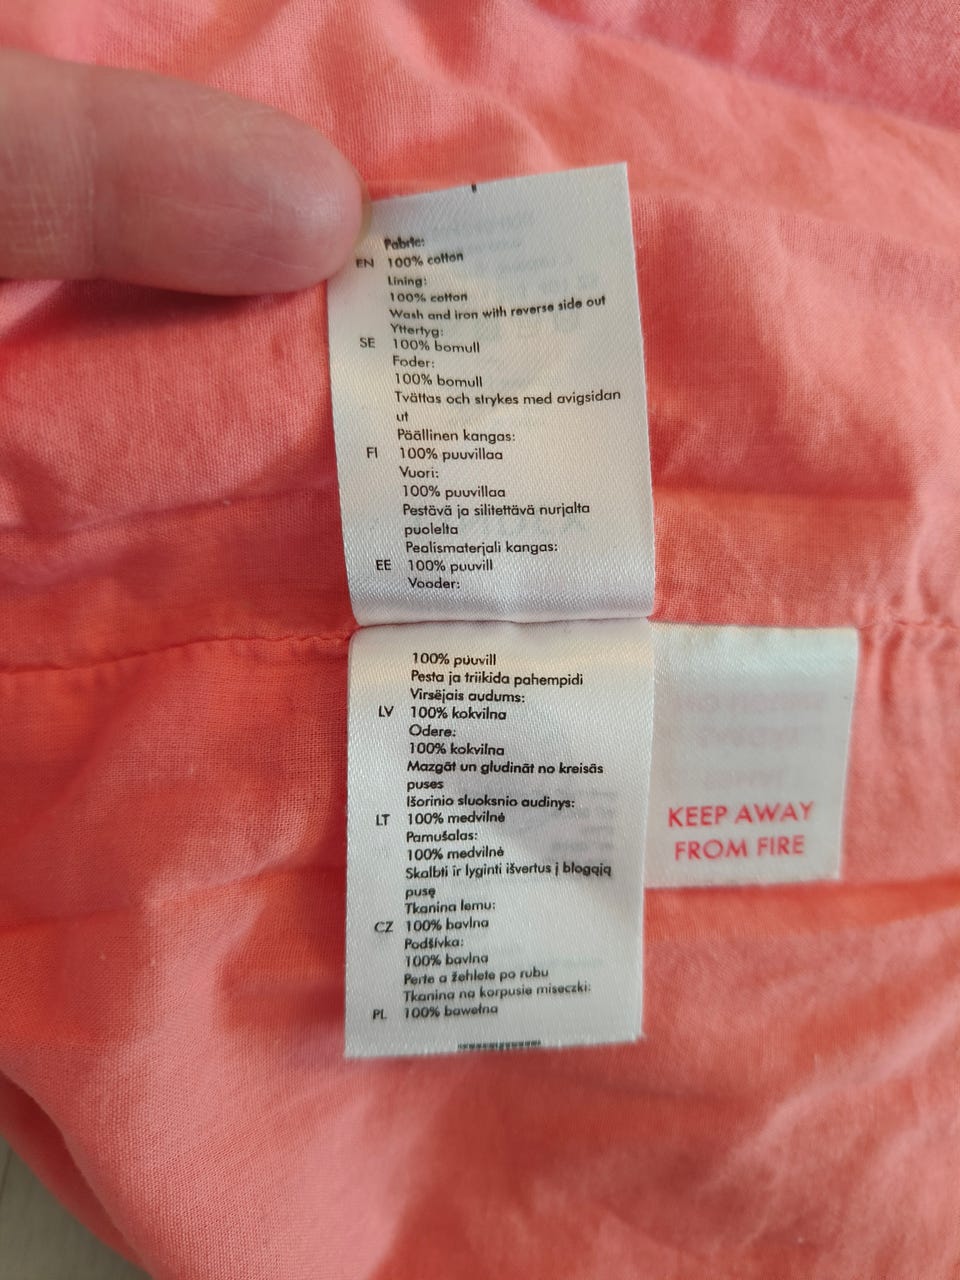 Fabric:
EN 100% cotton
Lining:
100% cotton
Wash and iron with reverse side out
Yttertyg:
SE 100% bomull
Foder:
100% bomull
Tvättas och strykes med avigsidan
ut
Päällinen kangas:
FI 100% puuvillaa
Vuori:
100% puuvillaa
Pestävä ja silitettävä nurjalta
puolelta
Pealismaterjali kangas:
EE 100% puuvill
Vooder:
100% puuvill
Pesta ja triikida pahempidi
Virsējais audums:
LV 100% kokvilna
Odere:
100% kokvilna
Mazgāt un gludināt no kreisās
puses
Išorinio sluoksnio audinys:
LT 100% medvilnė
Pamušalas:
100% medvilnė
Skalbti ir lyginti išvertus į blogąją
pusę
Tkanina lemu:
CZ 100% bavlna
Podšívka:
100% bavlna
Perte a žehlete po rubu
Tkanina na korpusie miseczki:
PL 100% bawełna
KEEP AWAY
FROM FIRE